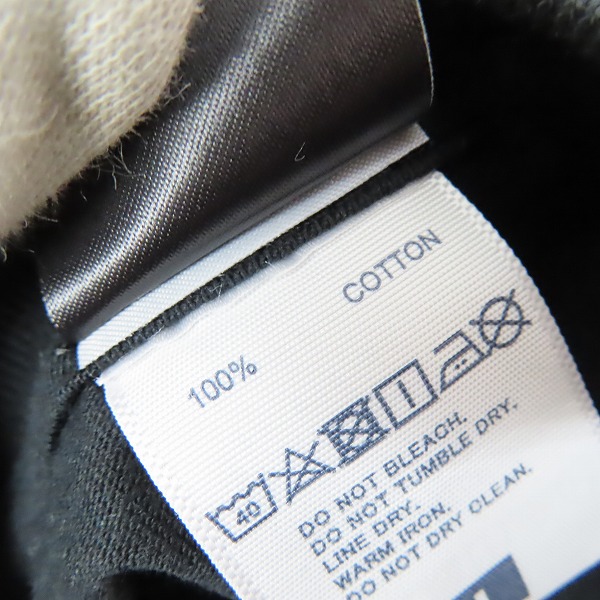 100% COTTON
40
DO NOT BLEACH.
DO NOT TUMBLE DRY.
LINE DRY.
WARM IRON.
DO NOT DRY CLEAN.